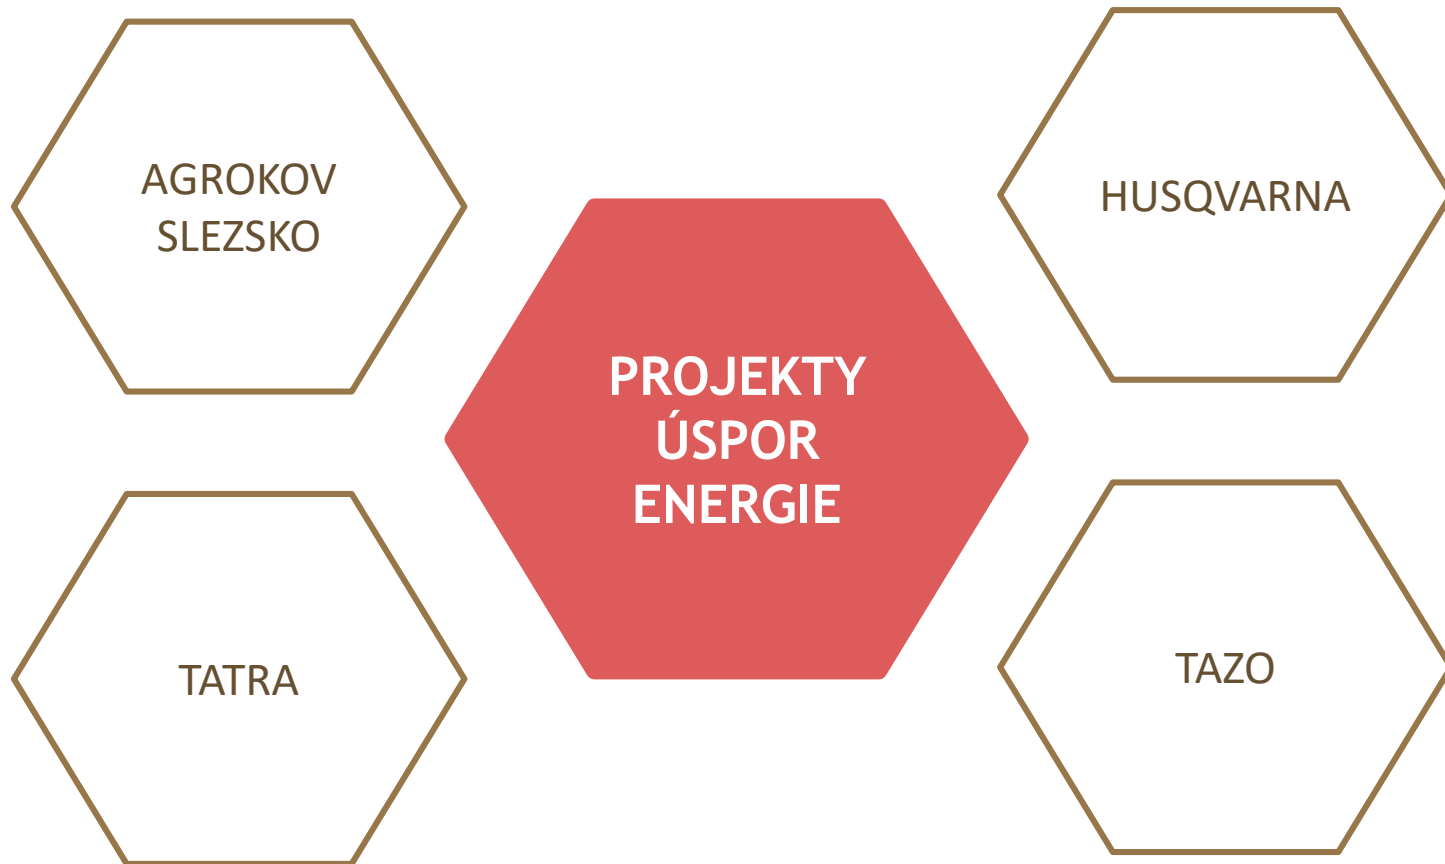 AGROKOV
SLEZSKO
HUSQVARNA
PROJEKTY
ÚSPOR
ENERGIE
TATRA
TAZO